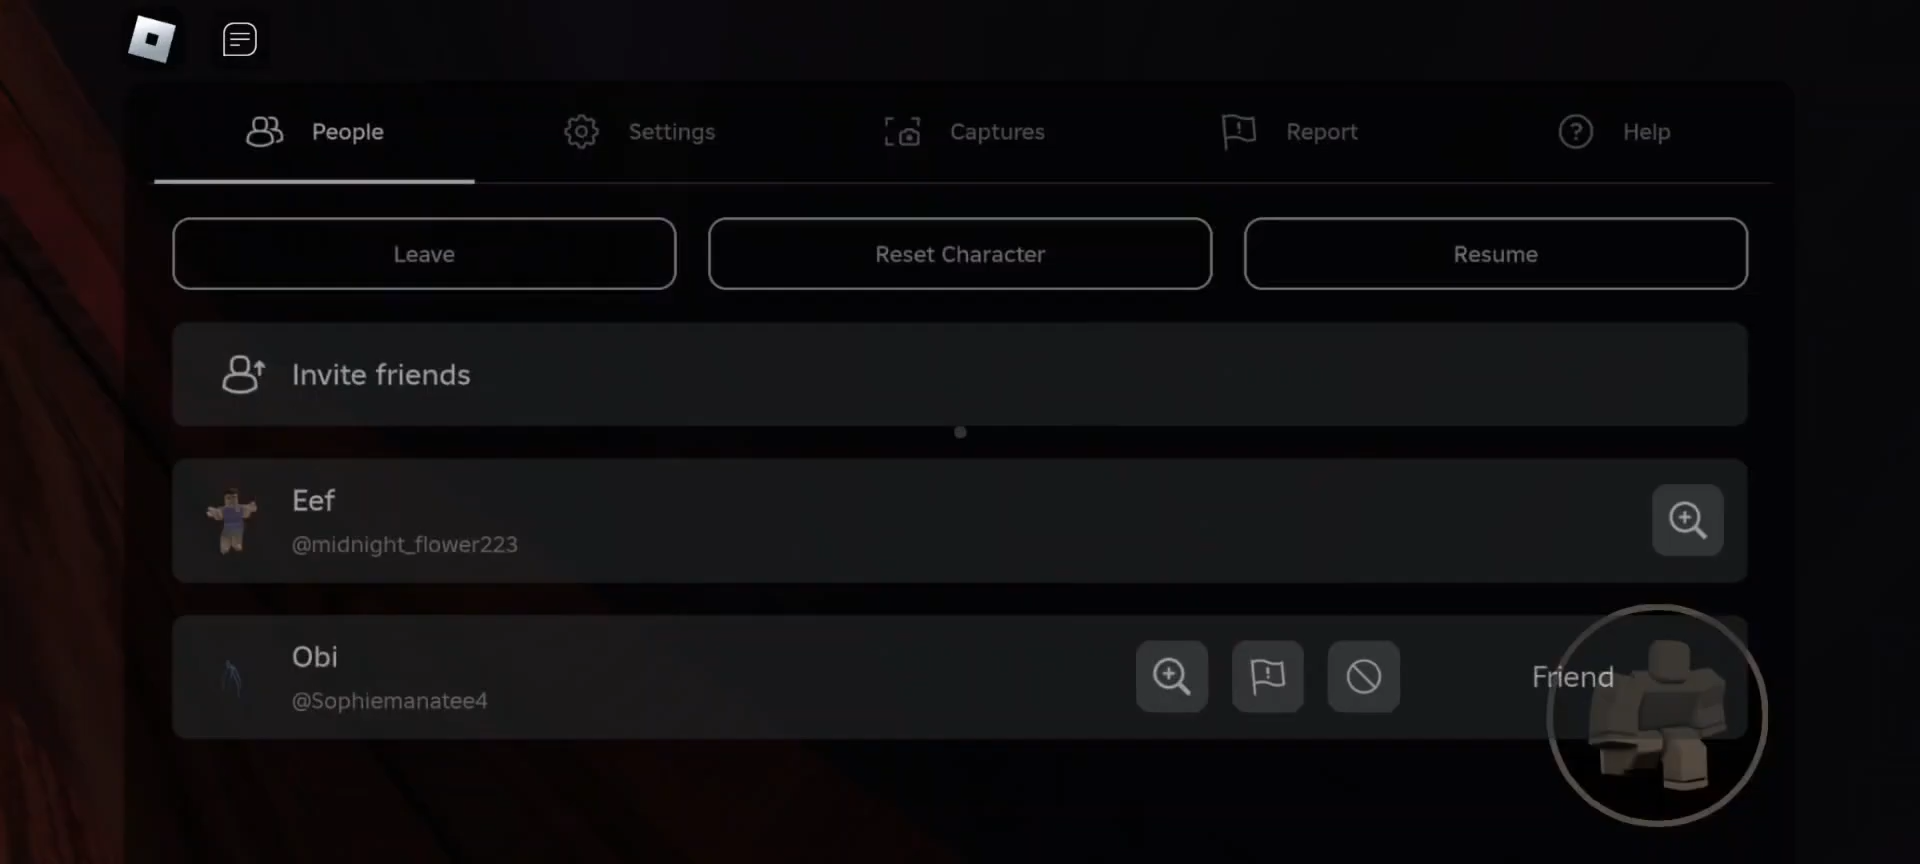 People
Settings
Captures
Report
Help
Leave
Reset Character
Resume
Invite friends
Eef
@midnight_flower223
Obi
@Sophiemanatee4
Friend